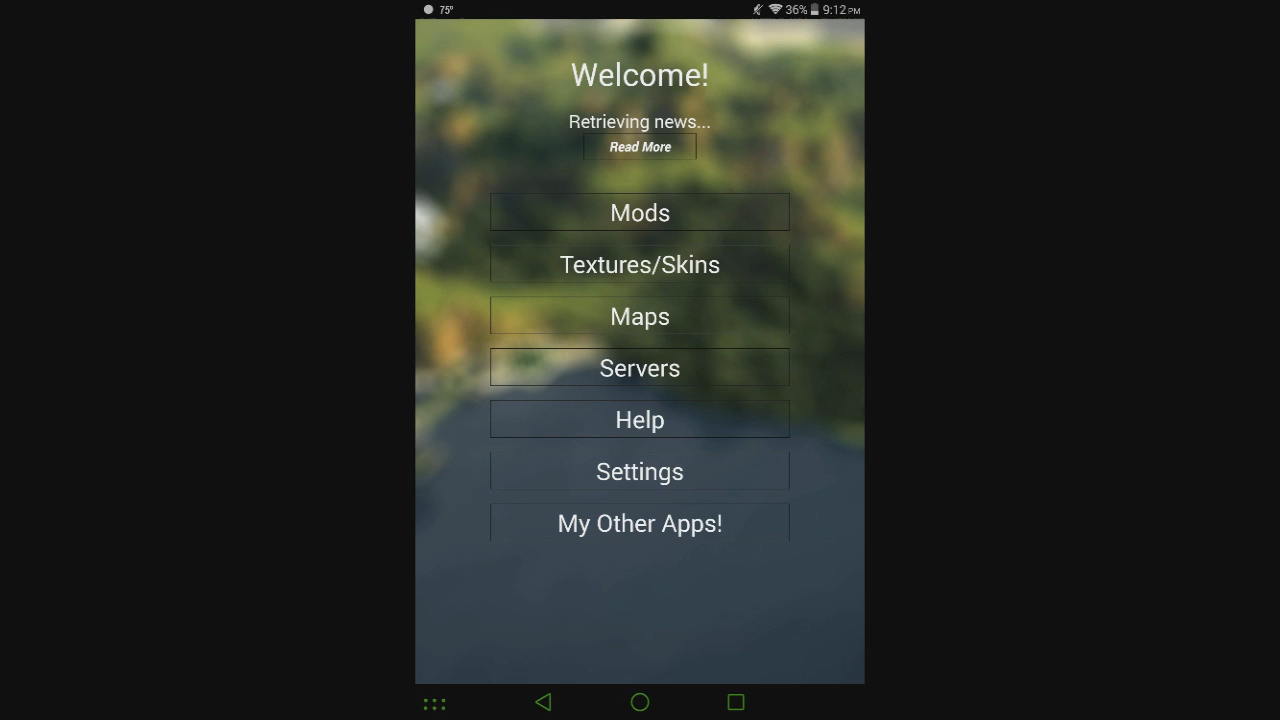 75° 36% 9:12 PM
Welcome!
Retrieving news...
Read More
Mods
Textures/Skins
Maps
Servers
Help
Settings
My Other Apps!